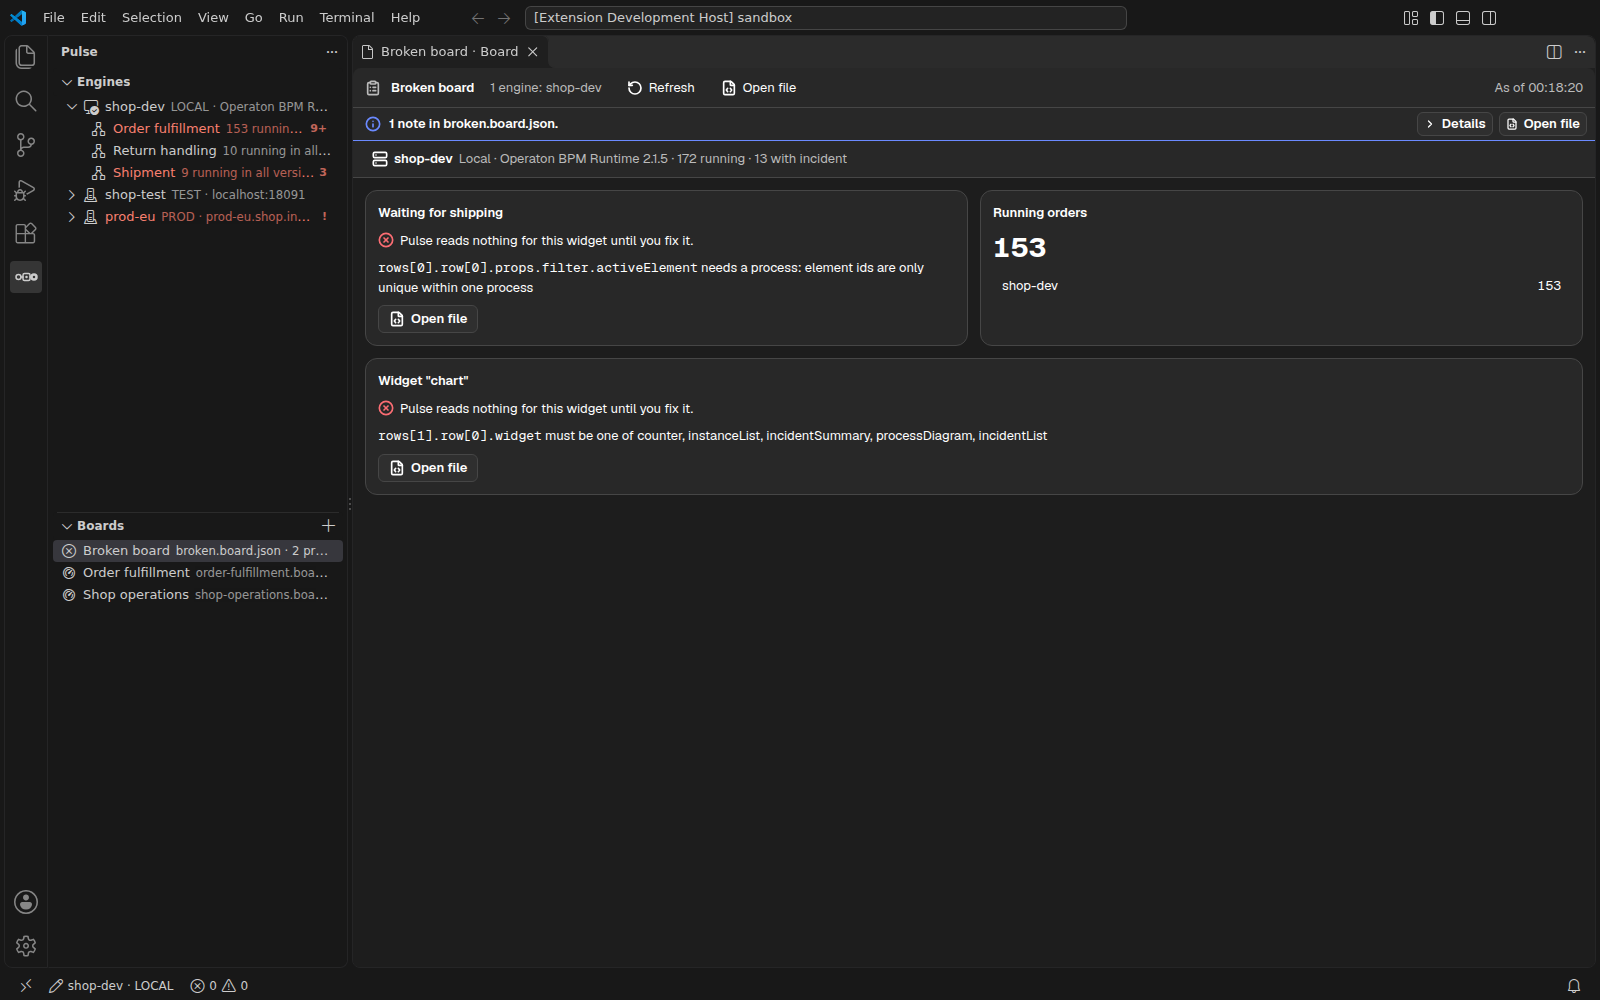 File Edit Selection View Go Run Terminal Help
[Extension Development Host] sandbox
Pulse
Engines
shop-dev LOCAL · Operaton BPM R...
Order fulfillment 153 runnin... 9+
Return handling 10 running in all...
Shipment 9 running in all versi... 3
shop-test TEST · localhost:18091
prod-eu PROD · prod-eu.shop.in... !
Boards
Broken board broken.board.json · 2 pr...
Order fulfillment order-fulfillment.boa...
Shop operations shop-operations.boa...
Broken board · Board
Broken board 1 engine: shop-dev Refresh Open file As of 00:18:20
1 note in broken.board.json. Details Open file
shop-dev Local · Operaton BPM Runtime 2.1.5 · 172 running · 13 with incident
Waiting for shipping
Pulse reads nothing for this widget until you fix it.
rows[0].row[0].props.filter.activeElement needs a process: element ids are only
unique within one process
Open file
Running orders
153
shop-dev 153
Widget "chart"
Pulse reads nothing for this widget until you fix it.
rows[1].row[0].widget must be one of counter, instanceList, incidentSummary, processDiagram, incidentList
Open file
shop-dev · LOCAL 0 0